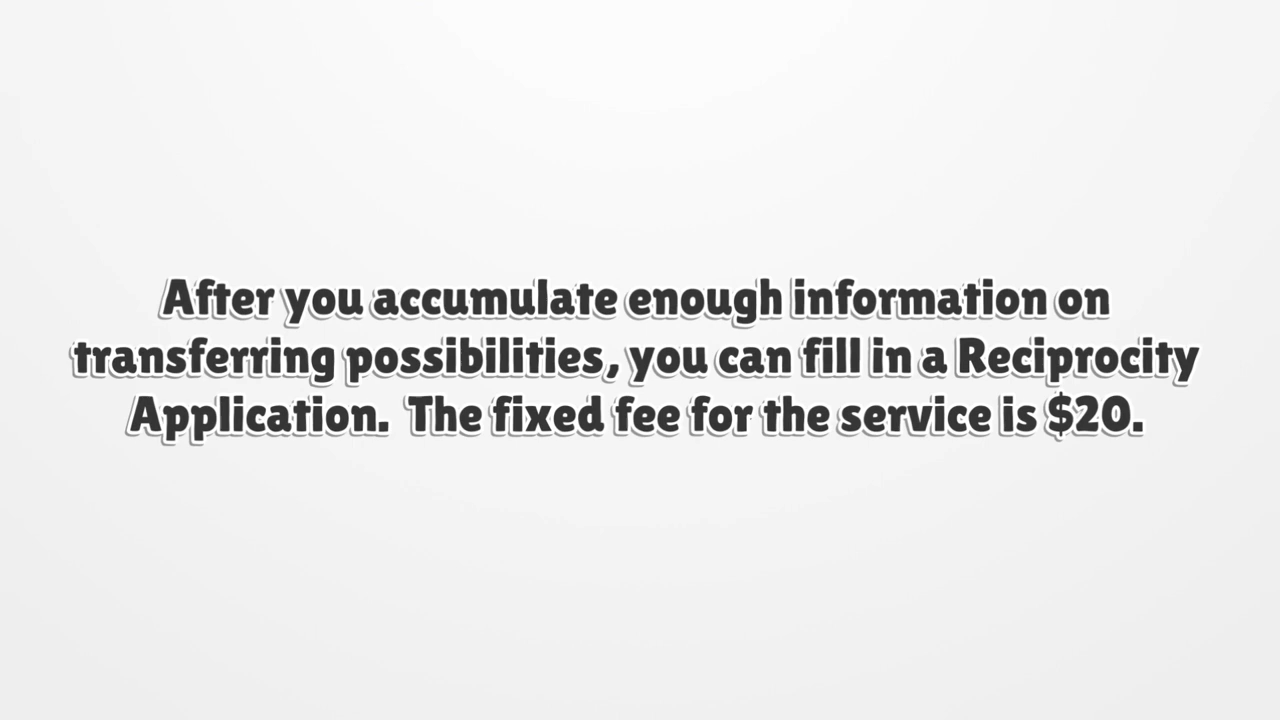 After you accumulate enough information on
transferring possibilities, you can fill in a Reciprocity
Application.  The fixed fee for the service is $20.